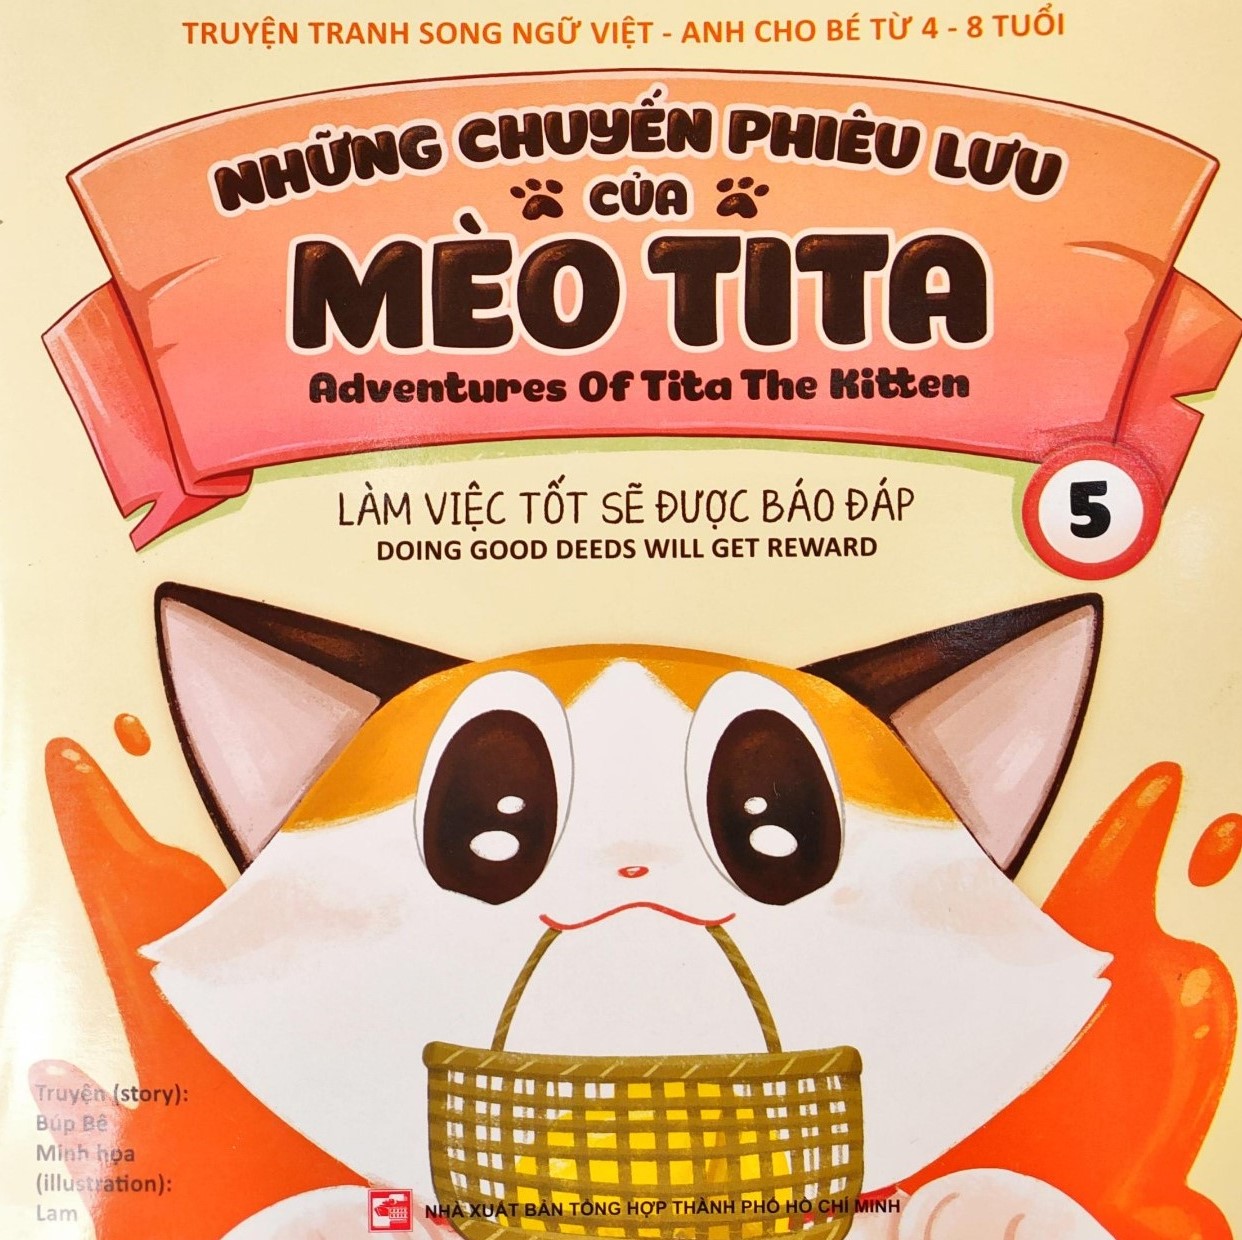 TRUYỆN TRANH SONG NGỮ VIỆT - ANH CHO BÉ TỪ 4 - 8 TUỔI
NHỮNG CHUYẾN PHIÊU LƯU
CỦA
MÈO TITA
Adventures Of Tita The Kitten
5
LÀM VIỆC TỐT SẼ ĐƯỢC BÁO ĐÁP
DOING GOOD DEEDS WILL GET REWARD
Truyện (story):
Búp Bê
Minh họa
(illustration):
Lam
NHÀ XUẤT BẢN TỔNG HỢP THÀNH PHỐ HỒ CHÍ MINH